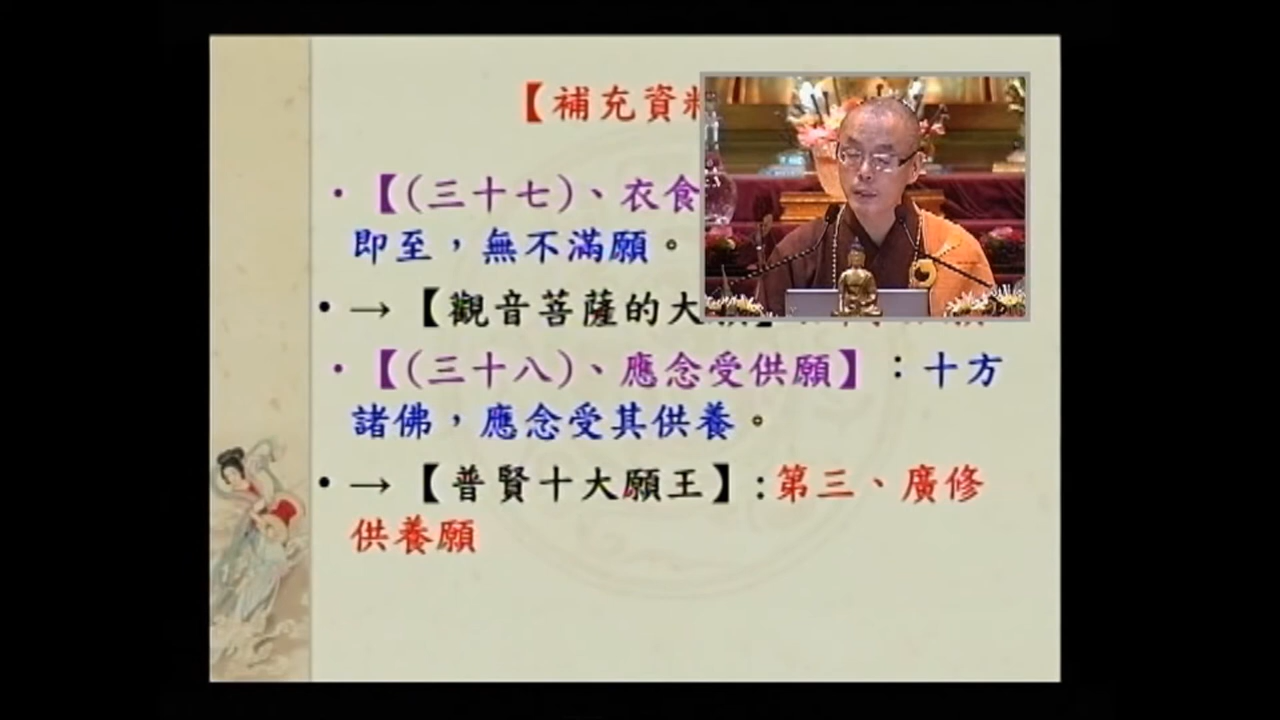 【補充資料
·【(三十七)、衣食
即至，無不滿願。
·→【觀音菩薩的大願】
·【(三十八)、應念受供願】：十方
諸佛，應念受其供養。
·→【普賢十大願王】:第三、廣修
供養願